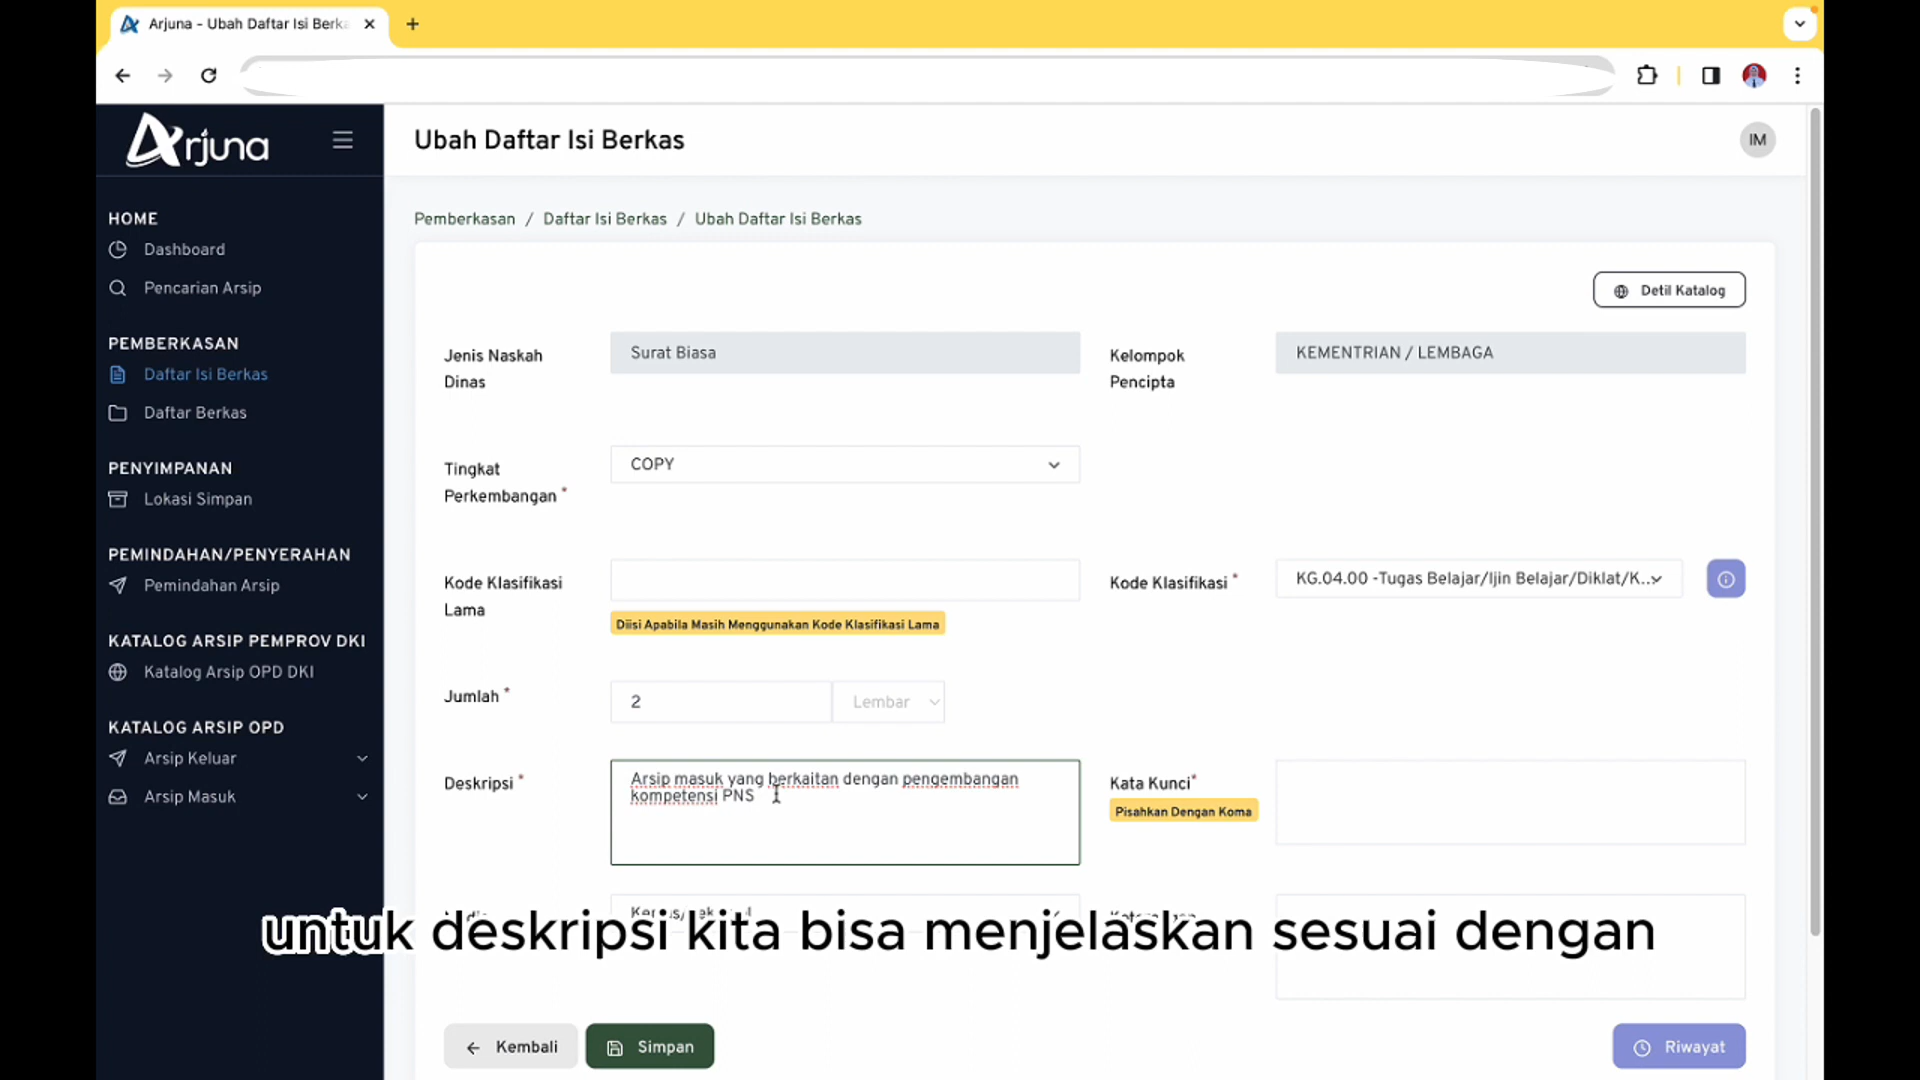 Arjuna - Ubah Daftar Isi Berka
Arjuna
Ubah Daftar Isi Berkas
IM
HOME
Dashboard
Pencarian Arsip
PEMBERKASAN
Daftar Isi Berkas
Daftar Berkas
PENYIMPANAN
Lokasi Simpan
PEMINDAHAN/PENYERAHAN
Pemindahan Arsip
KATALOG ARSIP PEMPROV DKI
Katalog Arsip OPD DKI
KATALOG ARSIP OPD
Arsip Keluar
Arsip Masuk
Pemberkasan / Daftar Isi Berkas / Ubah Daftar Isi Berkas
Detil Katalog
Jenis Naskah
Dinas
Surat Biasa
Kelompok
Pencipta
KEMENTRIAN / LEMBAGA
Tingkat
Perkembangan *
COPY
Kode Klasifikasi
Lama
Diisi Apabila Masih Menggunakan Kode Klasifikasi Lama
Kode Klasifikasi *
KG.04.00 -Tugas Belajar/Ijin Belajar/Diklat/K...
Jumlah *
2
Lembar
Deskripsi *
Arsip masuk yang berkaitan dengan pengembangan
kompetensi PNS
Kata Kunci*
Pisahkan Dengan Koma
untuk deskripsi kita bisa menjelaskan sesuai dengan
Kembali
Simpan
Riwayat